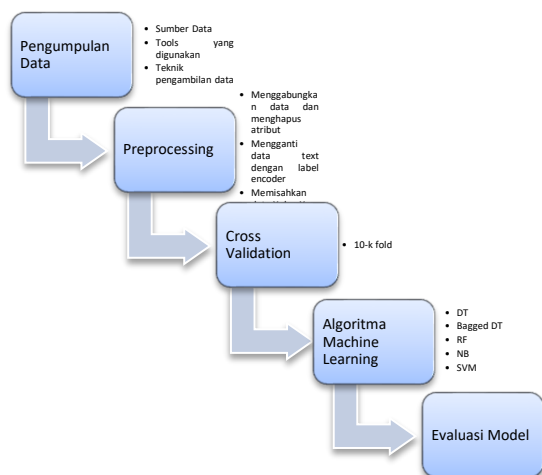 Pengumpulan
Data
• Sumber Data
• Tools yang
digunakan
• Teknik
pengambilan data
Preprocessing
• Menggabungka
n data dan
menghapus
atribut
• Mengganti
data text
dengan label
encoder
• Memisahkan
Cross
Validation
• 10-k fold
Algoritma
Machine
Learning
• DT
• Bagged DT
• RF
• NB
• SVM
Evaluasi Model